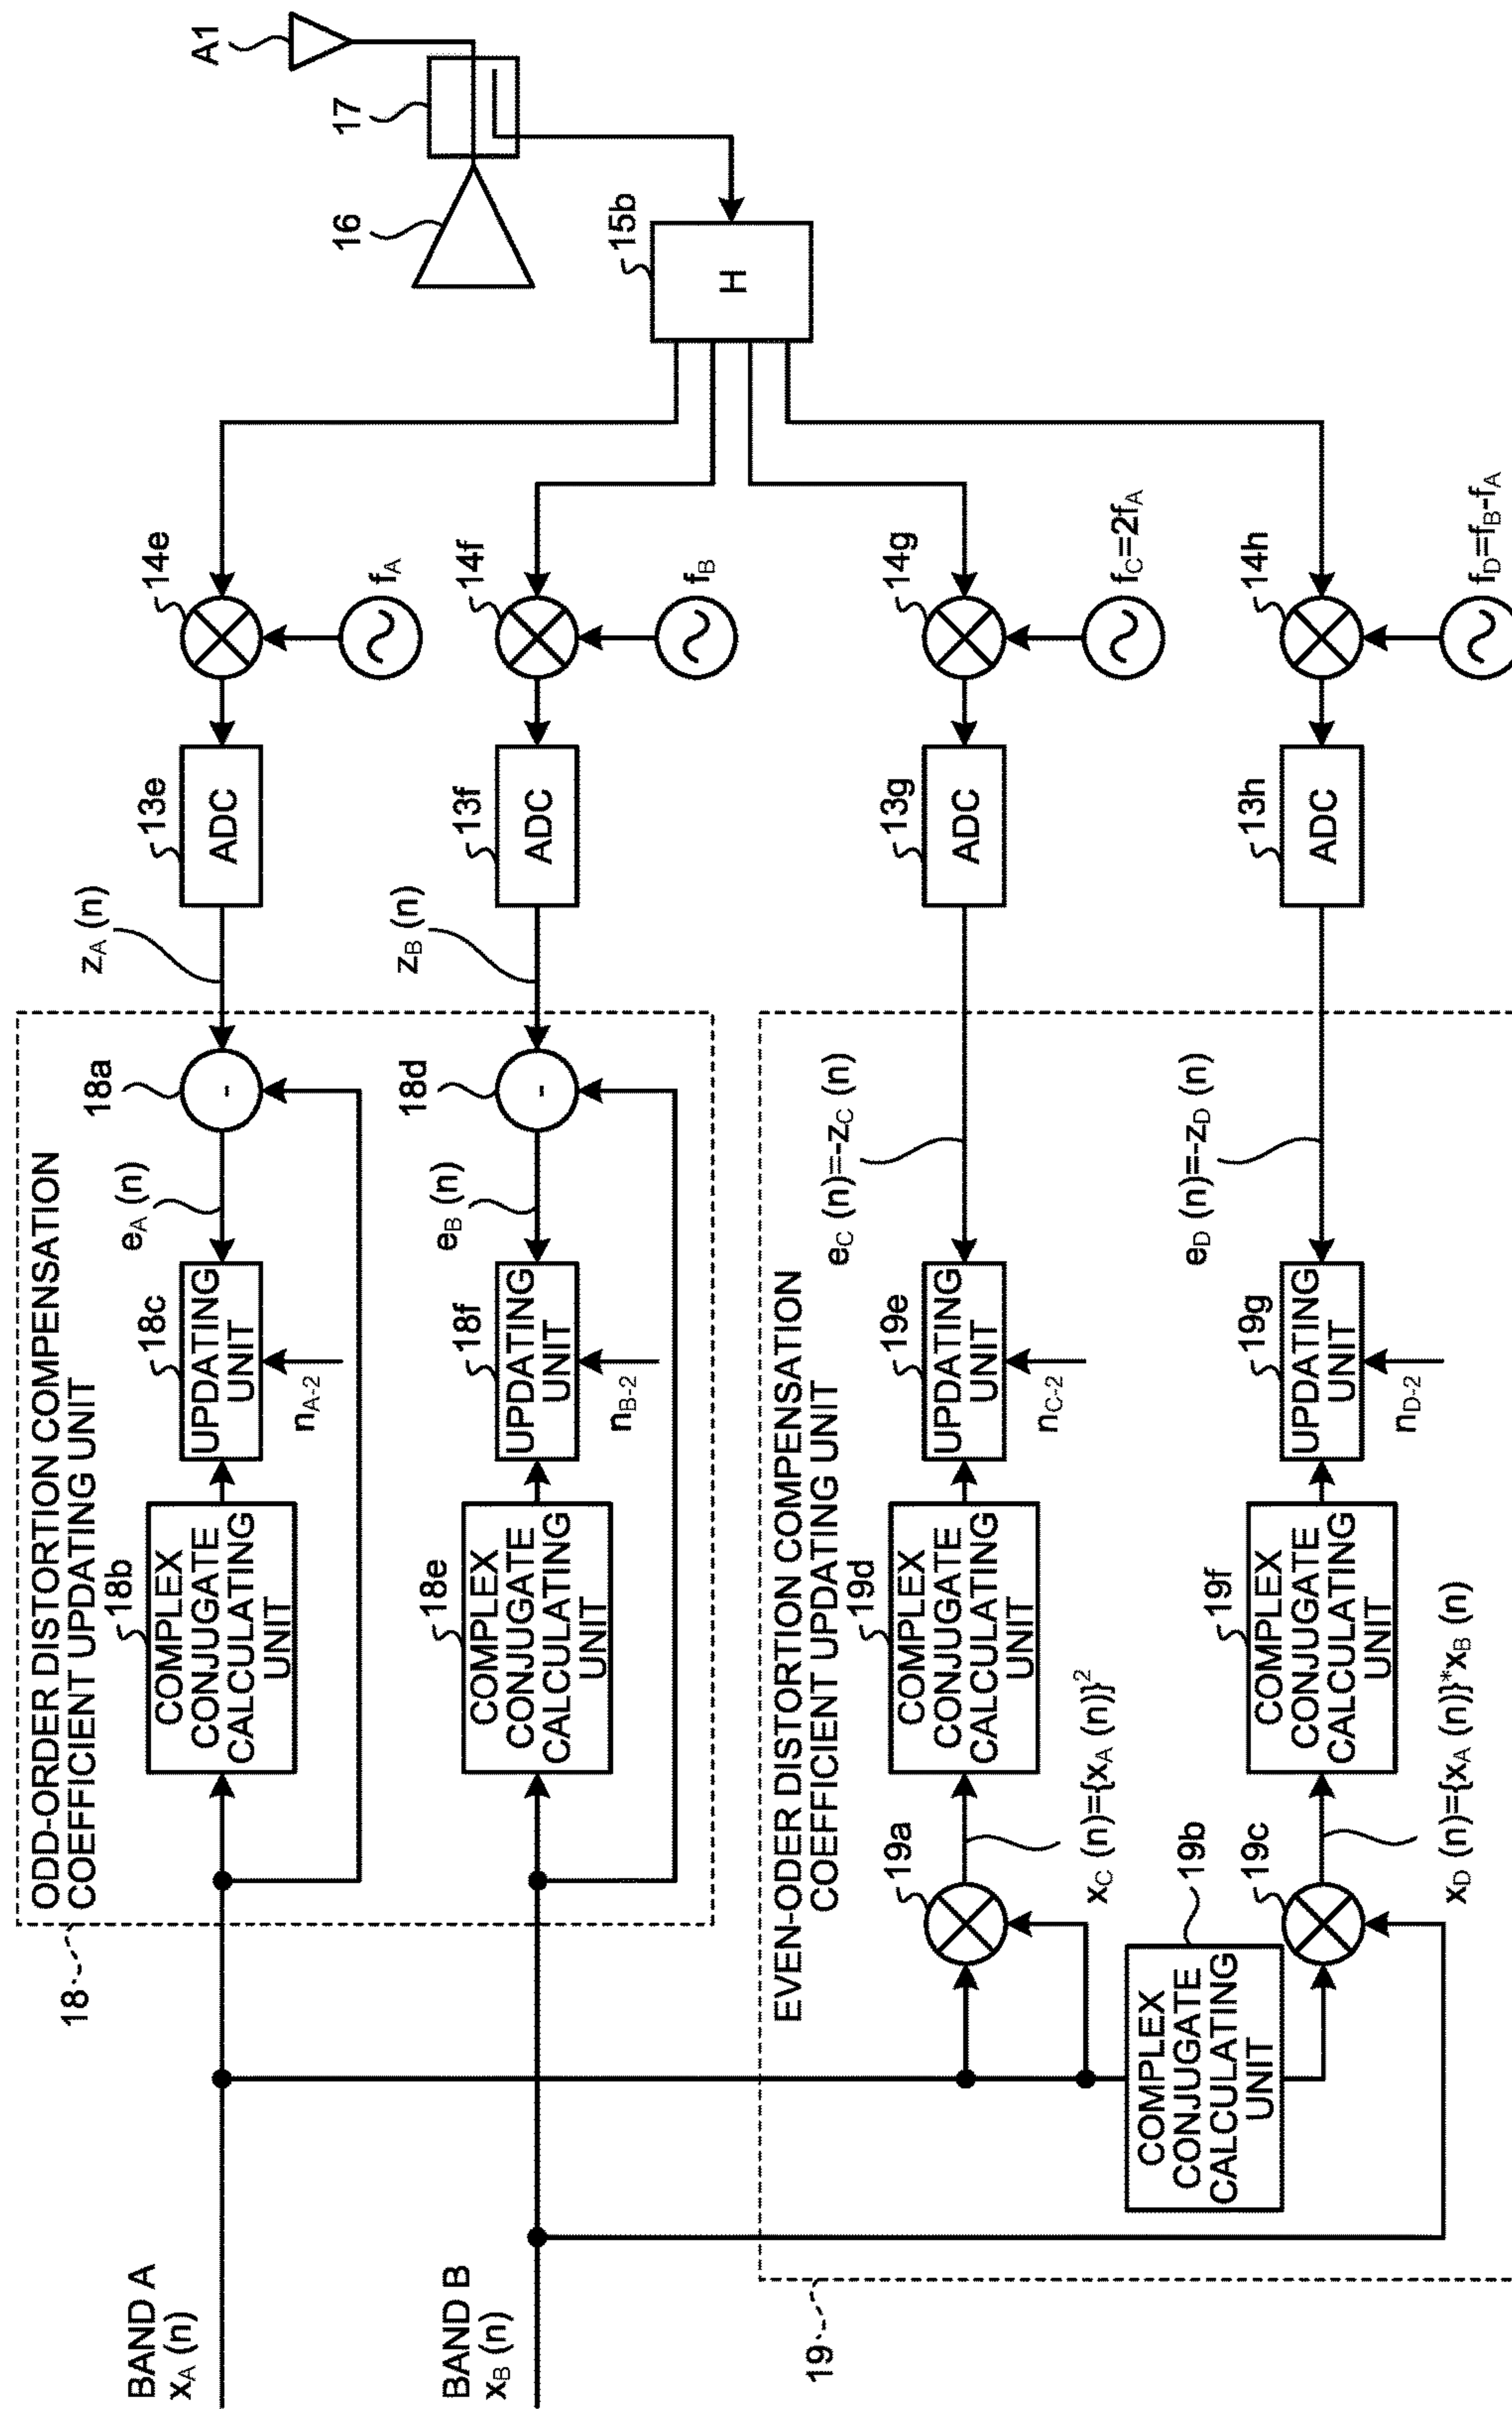 A1
17
16
15b
H
14e
fA
14f
fB
14g
fC=2fA
14h
fD=fB-fA
13e
ADC
13f
ADC
13g
ADC
13h
ADC
zA (n)
zB (n)
ODD-ORDER DISTORTION COMPENSATION
COEFFICIENT UPDATING UNIT
18
18a
-
18d
-
eA (n)
eB (n)
18c
UPDATING
UNIT
nA-2
18f
UPDATING
UNIT
nB-2
18b
COMPLEX
CONJUGATE
CALCULATING
UNIT
18e
COMPLEX
CONJUGATE
CALCULATING
UNIT
EVEN-ODER DISTORTION COMPENSATION
COEFFICIENT UPDATING UNIT
19
eC (n)=-zC (n)
eD (n)=-zD (n)
19e
UPDATING
UNIT
nC-2
19g
UPDATING
UNIT
nD-2
19d
COMPLEX
CONJUGATE
CALCULATING
UNIT
19f
COMPLEX
CONJUGATE
CALCULATING
UNIT
19a
xC (n)={xA (n)}²
19b
COMPLEX
CONJUGATE
CALCULATING
UNIT
19c
xD (n)={xA (n)}*xB (n)
BAND A
xA (n)
BAND B
xB (n)